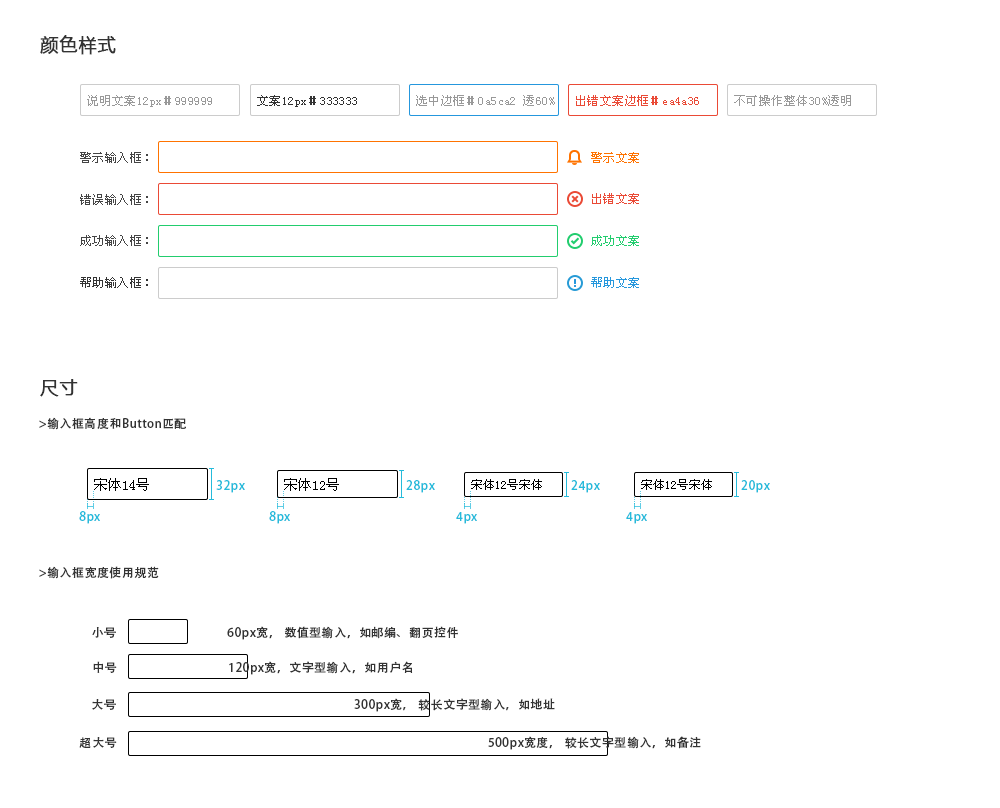 颜色样式
说明文案12px#999999 文案12px#333333 选中边框#0a5ca2 透60% 出错文案边框#ea4a36 不可操作整体30%透明
警示输入框： 警示文案
错误输入框： 出错文案
成功输入框： 成功文案
帮助输入框： 帮助文案
尺寸
>输入框高度和Button匹配
宋体14号 32px 宋体12号 28px 宋体12号宋体 24px 宋体12号宋体 20px
8px 8px 4px 4px
>输入框宽度使用规范
小号 60px宽， 数值型输入，如邮编、翻页控件
中号 120px宽，文字型输入，如用户名
大号 300px宽， 较长文字型输入，如地址
超大号 500px宽度， 较长文字型输入，如备注